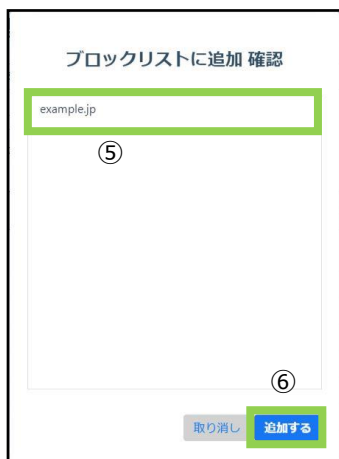 ブロックリストに追加 確認
example.jp
⑤
⑥
取り消し 追加する